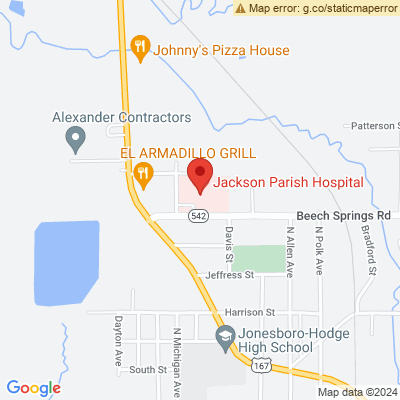 Map error: g.co/staticmaperror
Johnny's Pizza House
Alexander Contractors
Patterson S
EL ARMADILLO GRILL
Jackson Parish Hospital
542
Beech Springs Rd
Davis St
N Allen Ave
N Polk Ave
Bradford St
Jeffress St
Harrison St
Dayton Ave
N Michigan Ave
Jonesboro-Hodge
High School
167
South St
Google
Map data ©2024